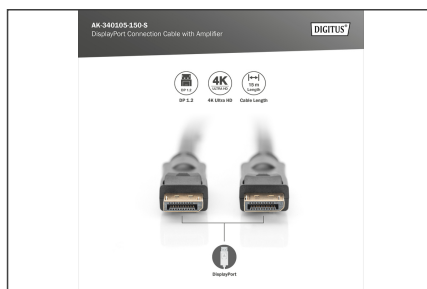 AK-340105-150-S
DisplayPort Connection Cable with Amplifier
DIGITUS®
DP 1.2
4K
ULTRA HD
15 m
Length
DP 1.2
4K Ultra HD
Cable Length
DisplayPort